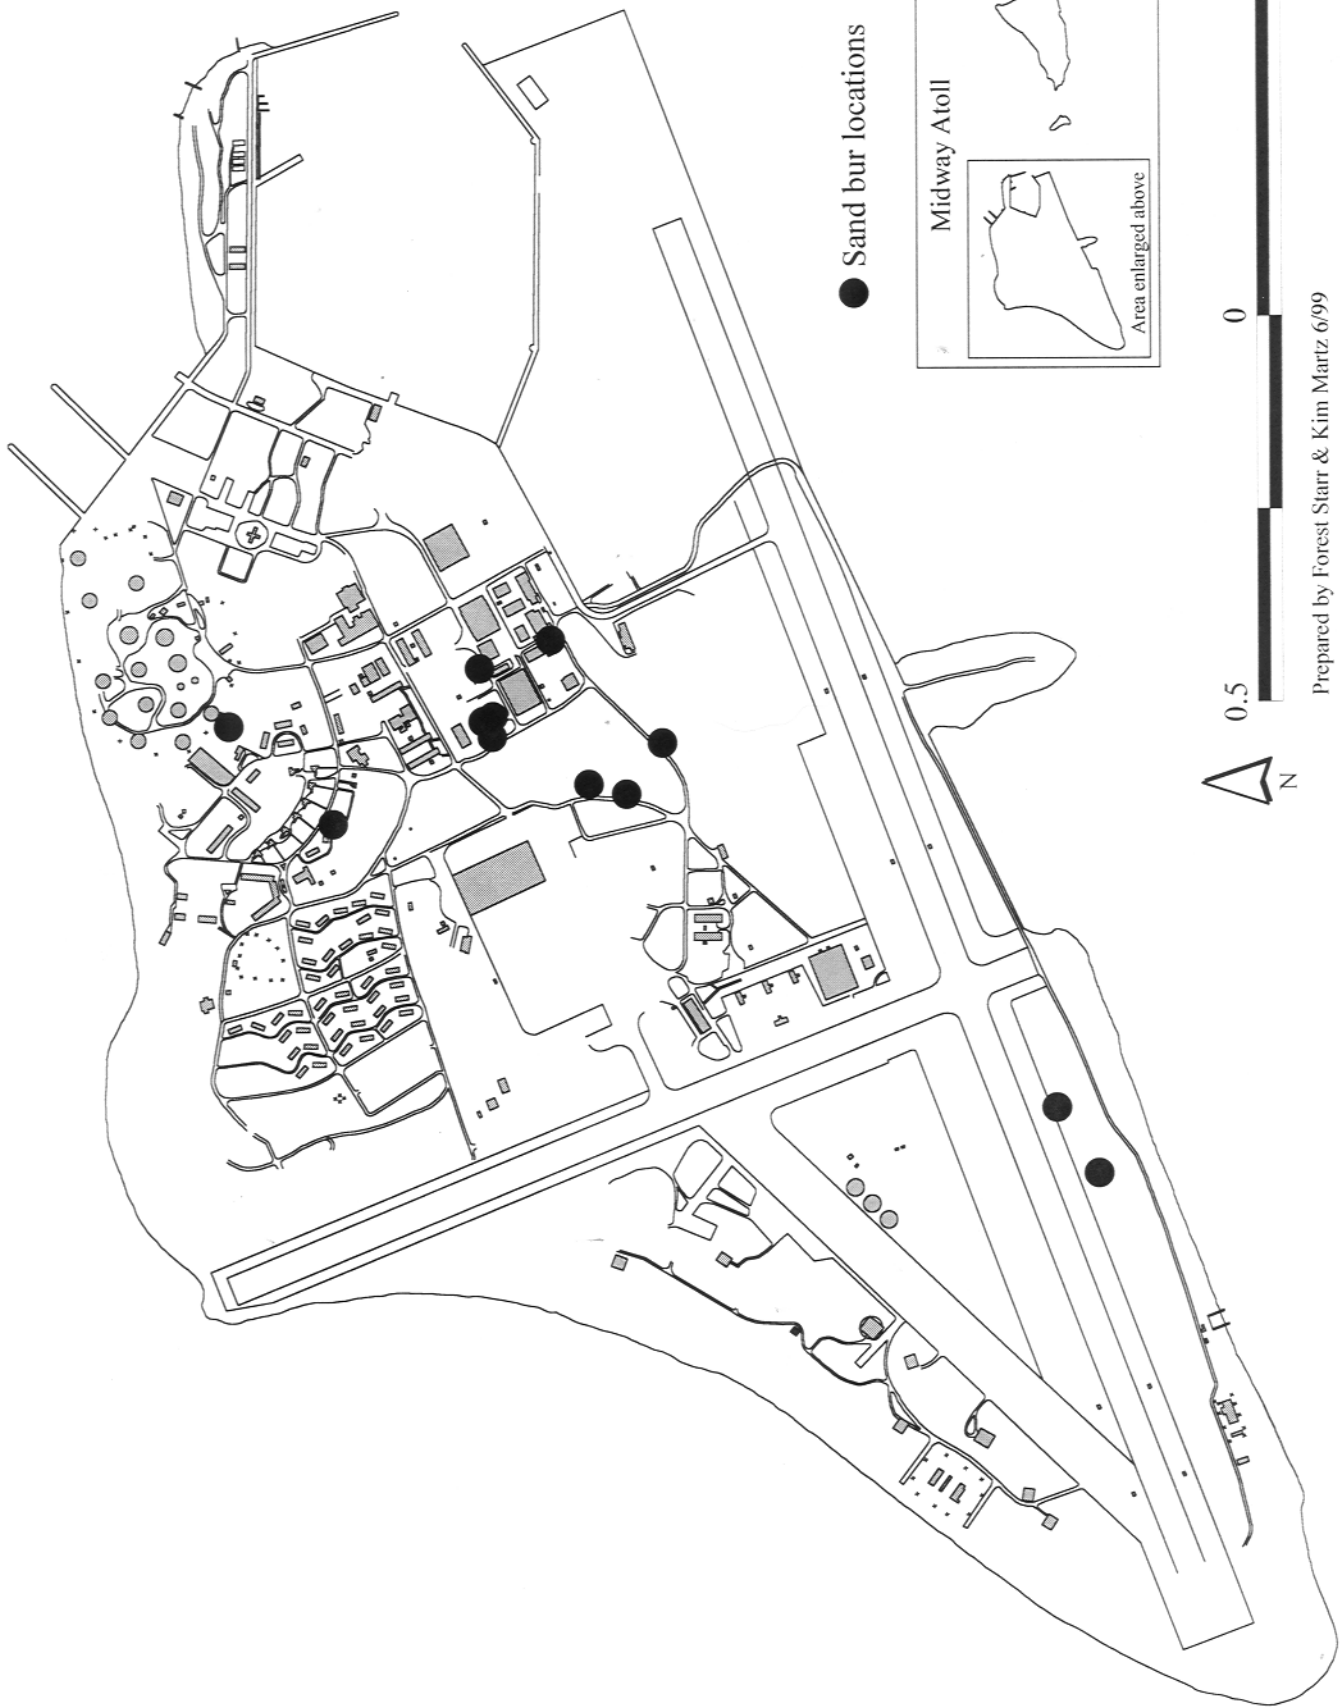 Sand bur locations
Midway Atoll
Area enlarged above
0.5
0
N
Prepared by Forest Starr & Kim Martz 6/99